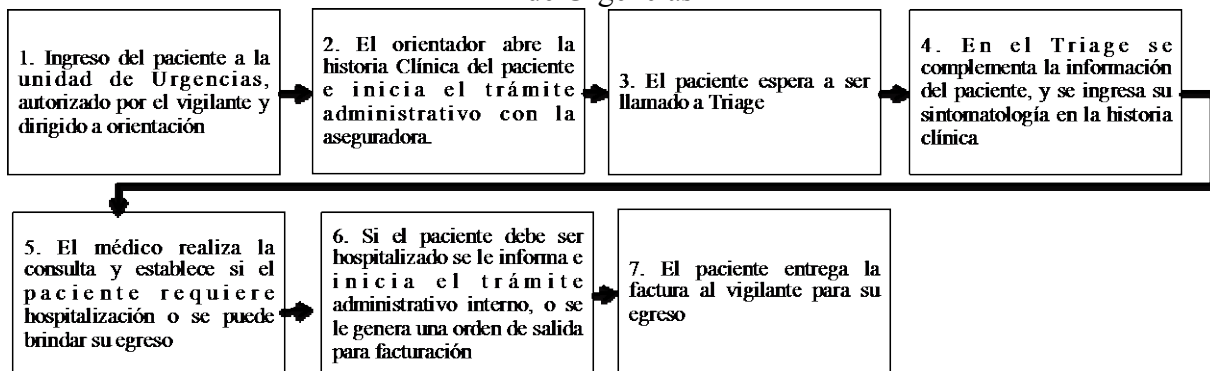 de Urgencias
1. Ingreso del paciente a la
unidad de Urgencias,
autorizado por el vigilante y
dirigido a orientación
2. El orientador abre la
historia Clínica del paciente
e inicia el trámite
administrativo con la
aseguradora.
3. El paciente espera a ser
llamado a Triage
4. En el Triage se
complementa la información
del paciente, y se ingresa su
sintomatología en la historia
clínica
5. El médico realiza la
consulta y establece si el
paciente requiere
hospitalización o se puede
brindar su egreso
6. Si el paciente debe ser
hospitalizado se le informa e
inicia el trámite
administrativo interno, o se
le genera una orden de salida
para facturación
7. El paciente entrega la
factura al vigilante para su
egreso